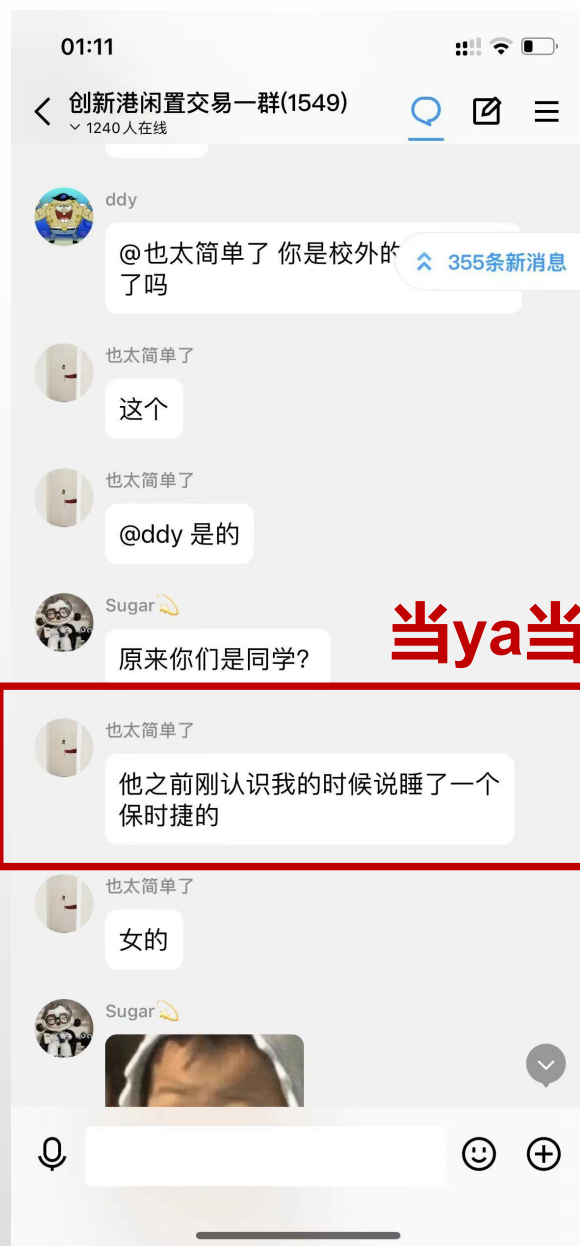 01:11
创新港闲置交易一群(1549)
1240人在线
ddy
@也太简单了 你是校外的
了吗
355条新消息
也太简单了
这个
也太简单了
@ddy 是的
Sugar💫
当ya当
原来你们是同学?
也太简单了
他之前刚认识我的时候说睡了一个
保时捷的
也太简单了
女的
Sugar💫